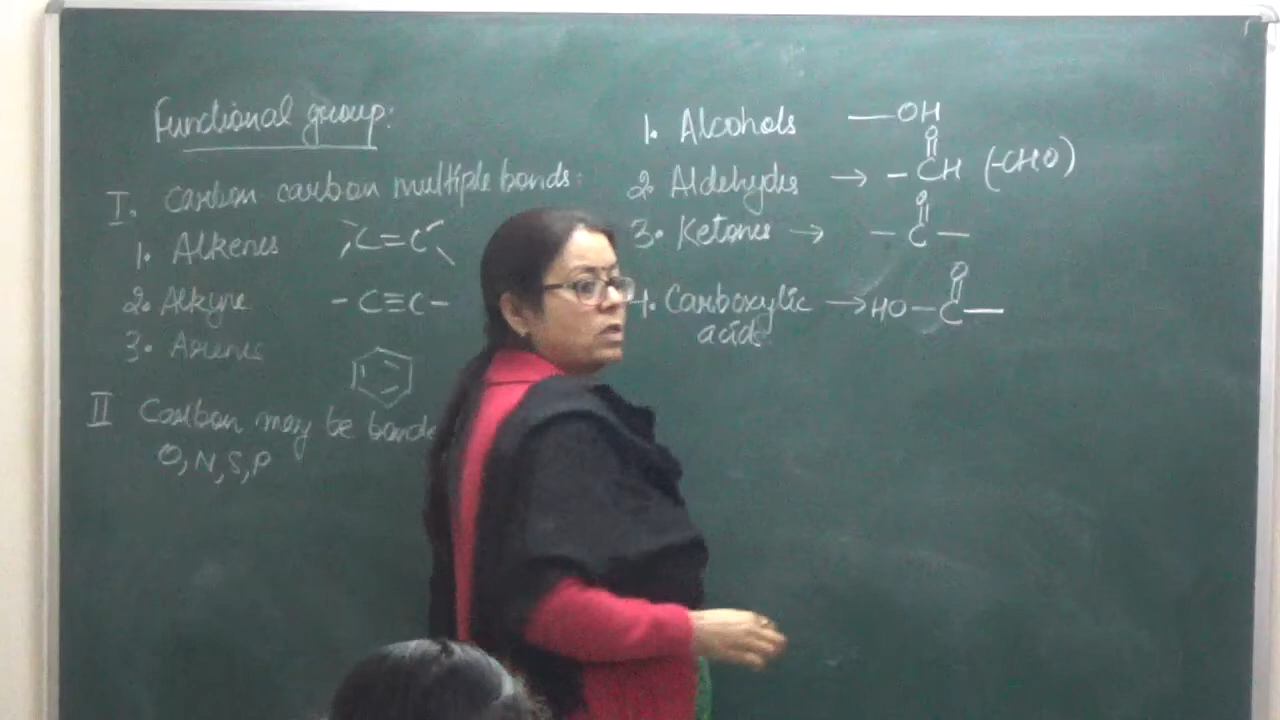 Functional group:
I. Carbon carbon multiple bonds:
1. Alkenes C=C
2. Alkyne -C≡C-
3. Arenes
II Carbon may be bonde
O, N, S, P
1. Alcohols —OH
2. Aldehydes → -CH (-CHO)
O
3. Ketones → -C-
O
4. Carboxylic → HO-C-
O
acids